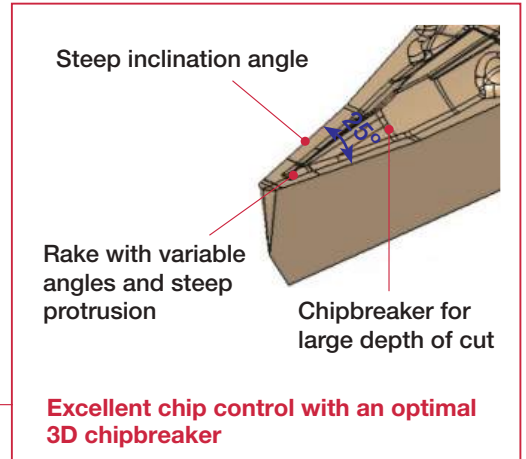 Steep inclination angle
25°
Rake with variable
angles and steep
protrusion
Chipbreaker for
large depth of cut
Excellent chip control with an optimal
3D chipbreaker